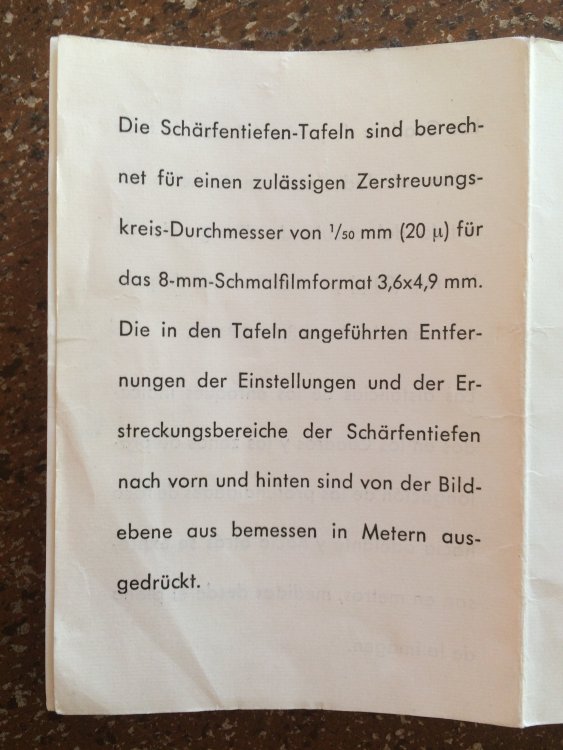 Die Schärfentiefen-Tafeln sind berech-
net für einen zulässigen Zerstreuungs-
kreis-Durchmesser von ¹/₅₀ mm (20 µ) für
das 8-mm-Schmalfilmformat 3,6x4,9 mm.
Die in den Tafeln angeführten Entfer-
nungen der Einstellungen und der Er-
streckungsbereiche der Schärfentiefen
nach vorn und hinten sind von der Bild-
ebene aus bemessen in Metern aus-
gedrückt.